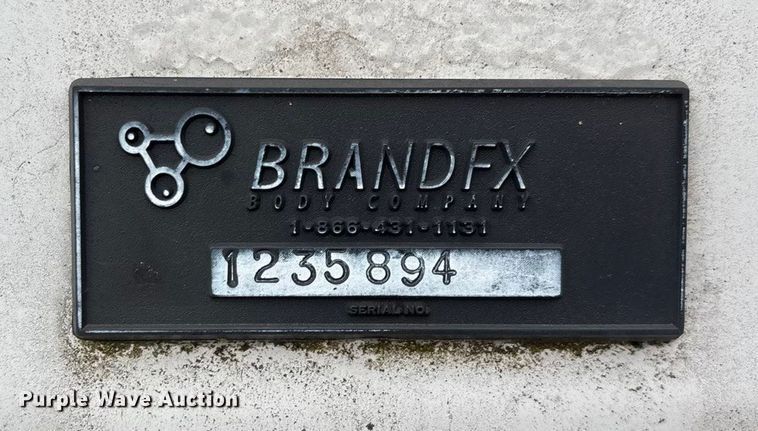 BRANDFX
BODY COMPANY
1-866-431-1131
1235894
SERIAL NO.
Purple Wave Auction